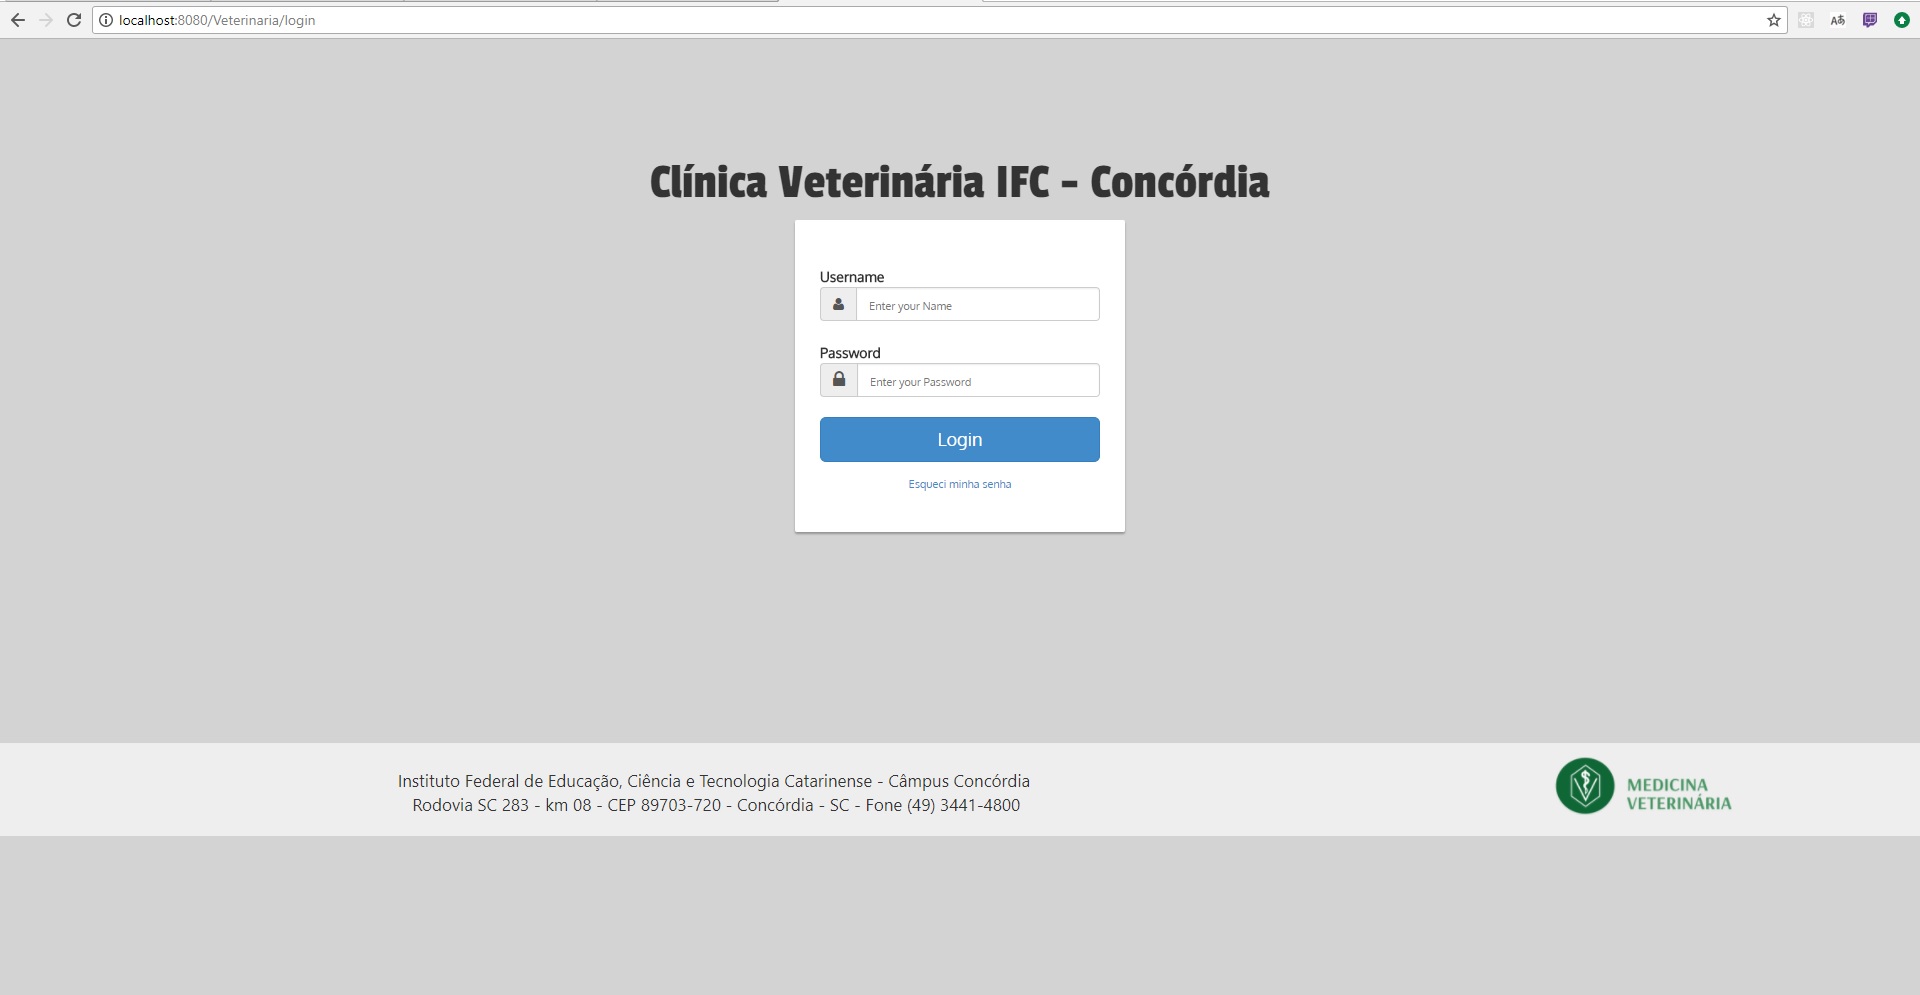 localhost:8080/Veterinaria/login
Clínica Veterinária IFC - Concórdia
Username
Enter your Name
Password
Enter your Password
Login
Esqueci minha senha
Instituto Federal de Educação, Ciência e Tecnologia Catarinense - Câmpus Concórdia
Rodovia SC 283 - km 08 - CEP 89703-720 - Concórdia - SC - Fone (49) 3441-4800
MEDICINA
VETERINÁRIA